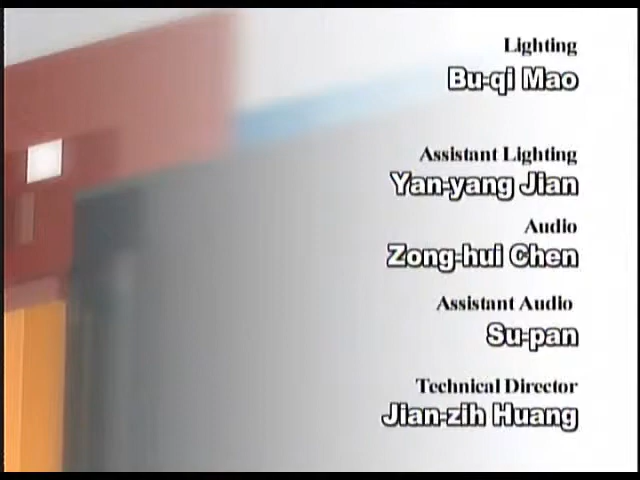 Lighting
Bu-qi Mao
Assistant Lighting
Yan-yang Jian
Audio
Zong-hui Chen
Assistant Audio
Su-pan
Technical Director
Jian-zih Huang